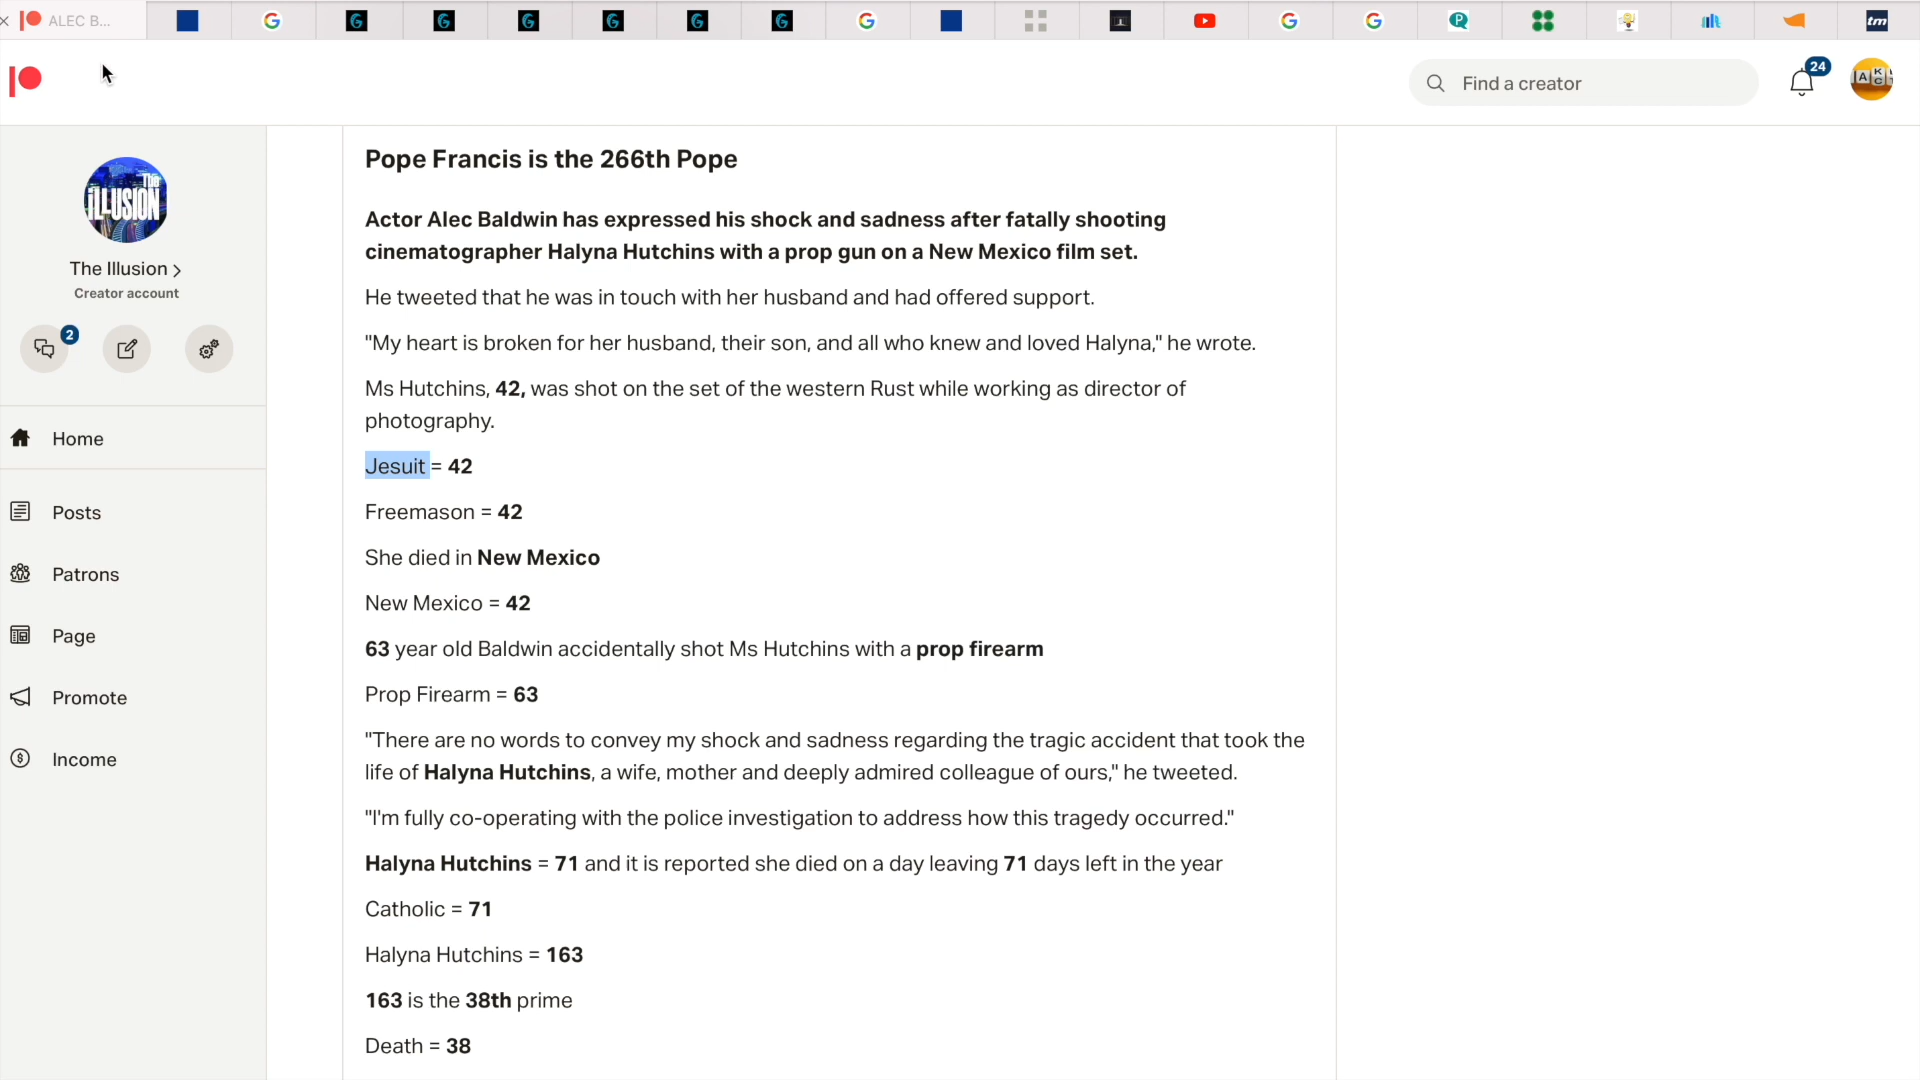 ALEC B...
tm
Find a creator
24
AKC
Pope Francis is the 266th Pope
The ILLUSION
Actor Alec Baldwin has expressed his shock and sadness after fatally shooting
cinematographer Halyna Hutchins with a prop gun on a New Mexico film set.
The Illusion >
Creator account
He tweeted that he was in touch with her husband and had offered support.
2
"My heart is broken for her husband, their son, and all who knew and loved Halyna," he wrote.
Ms Hutchins, 42, was shot on the set of the western Rust while working as director of
photography.
Home
Jesuit = 42
Posts
Freemason = 42
She died in New Mexico
Patrons
New Mexico = 42
Page
63 year old Baldwin accidentally shot Ms Hutchins with a prop firearm
Promote
Prop Firearm = 63
"There are no words to convey my shock and sadness regarding the tragic accident that took the
life of Halyna Hutchins, a wife, mother and deeply admired colleague of ours," he tweeted.
Income
"I'm fully co-operating with the police investigation to address how this tragedy occurred."
Halyna Hutchins = 71 and it is reported she died on a day leaving 71 days left in the year
Catholic = 71
Halyna Hutchins = 163
163 is the 38th prime
Death = 38